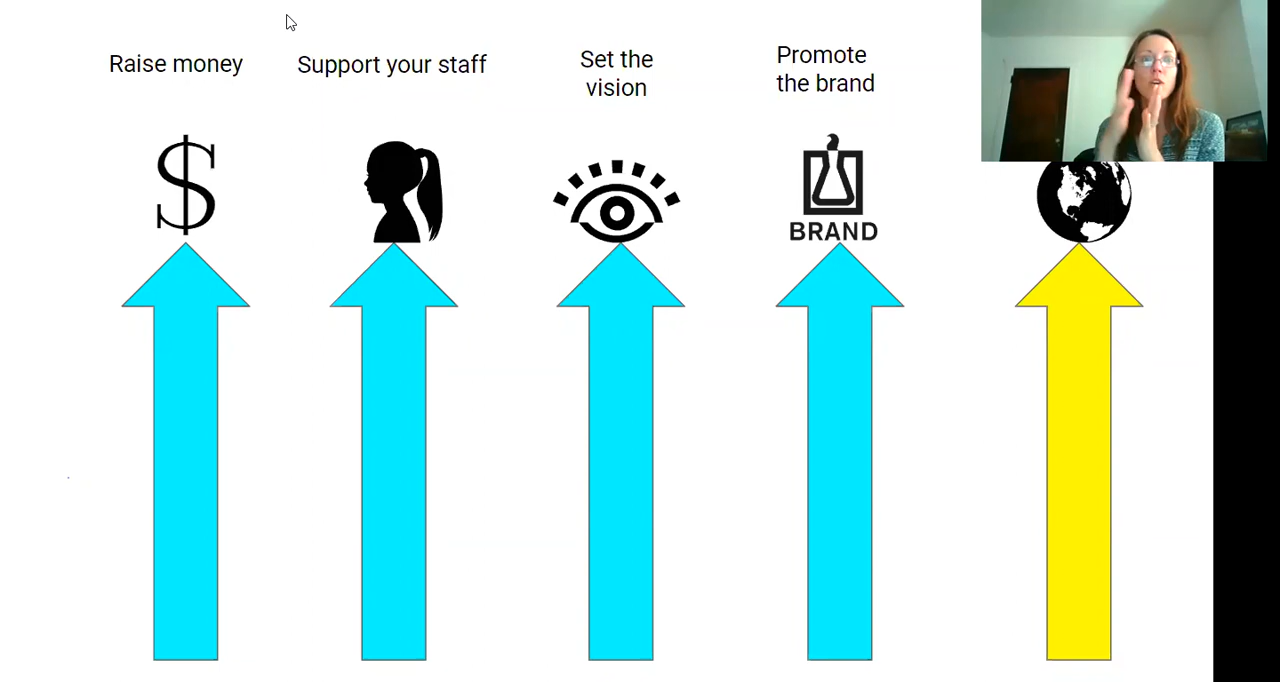 Raise money
Support your staff
Set the
vision
Promote
the brand
$
BRAND